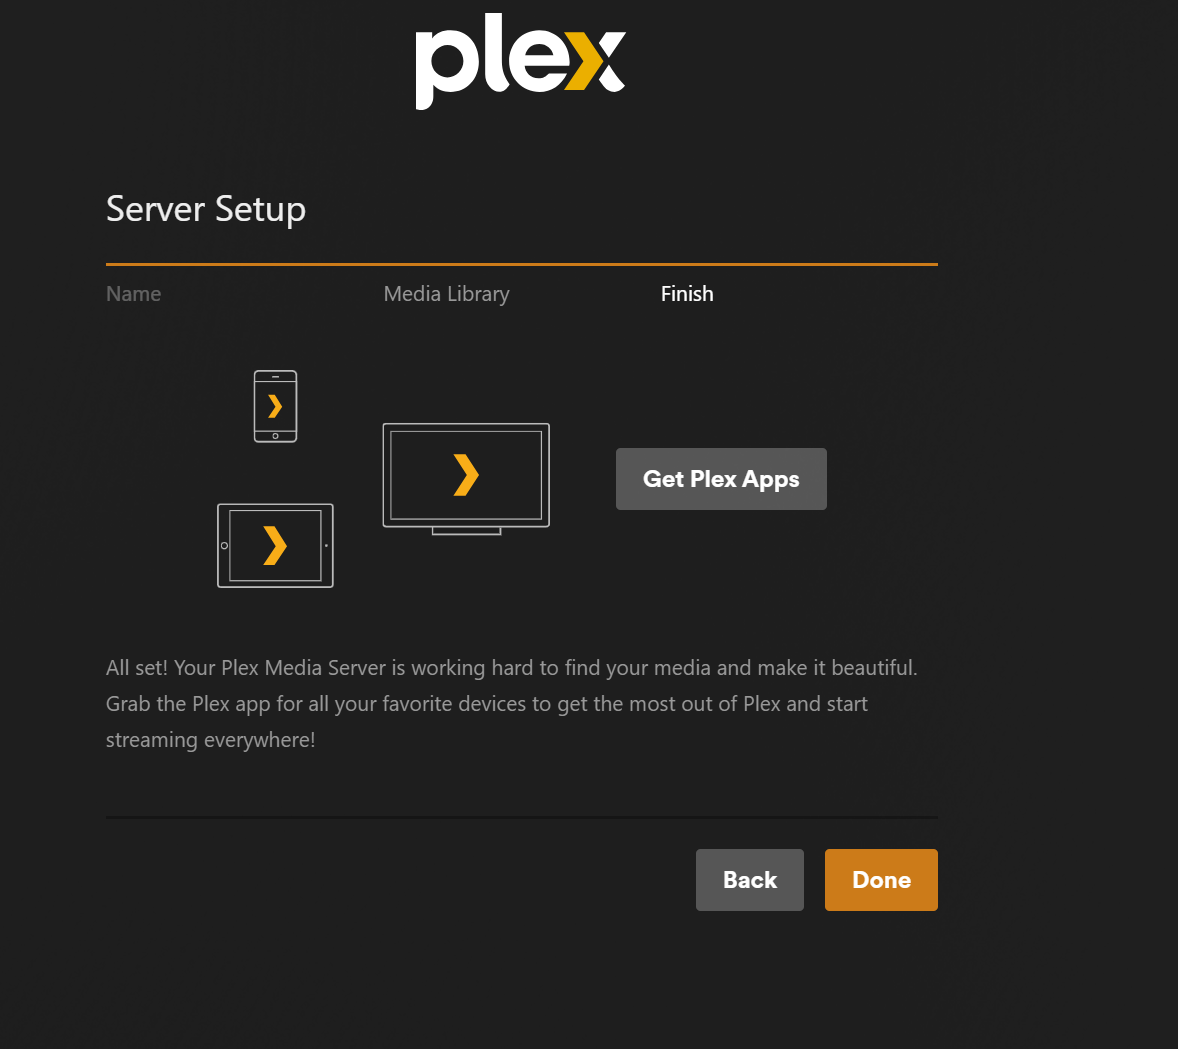 plex
Server Setup
Name
Media Library
Finish
Get Plex Apps
All set! Your Plex Media Server is working hard to find your media and make it beautiful.
Grab the Plex app for all your favorite devices to get the most out of Plex and start
streaming everywhere!
Back
Done